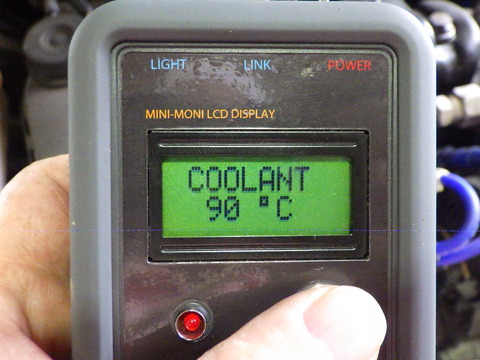 LIGHT LINK POWER
MINI-MONI LCD DISPLAY
COOLANT
90 °C